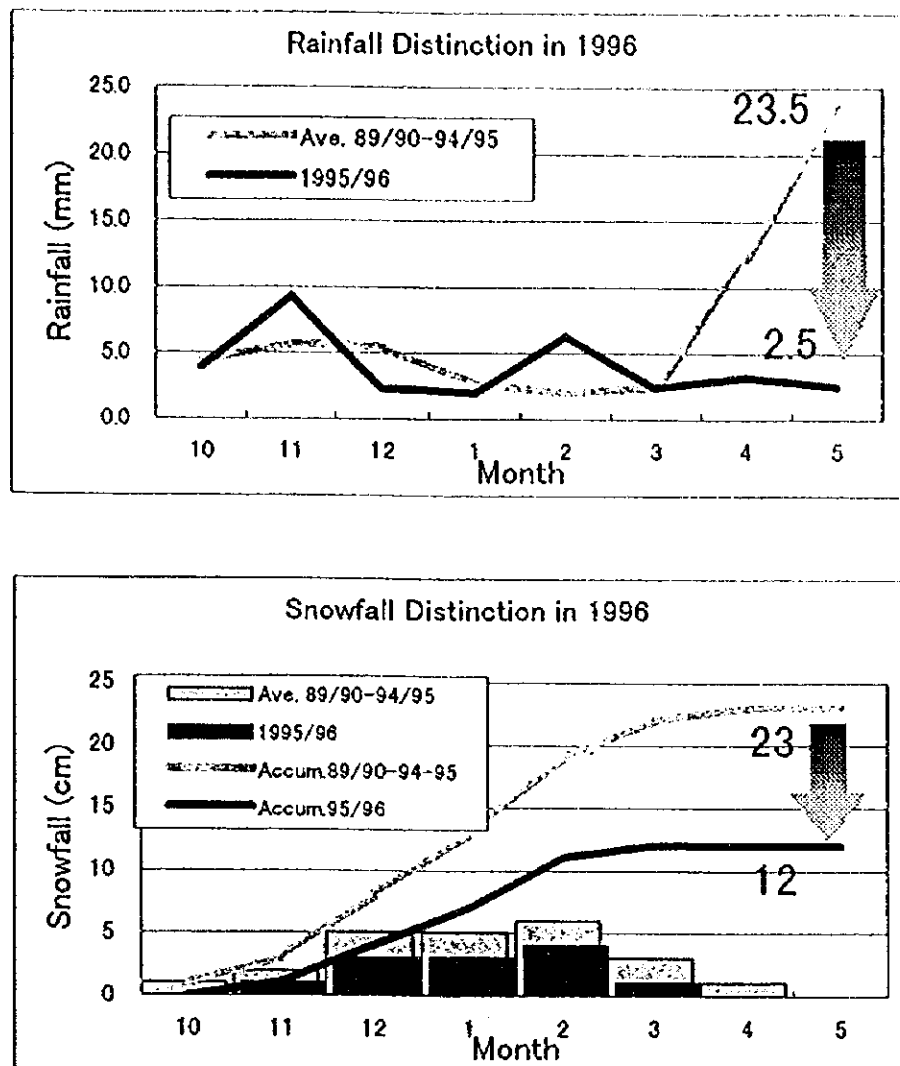 Rainfall Distinction in 1996
25.0
20.0
15.0
10.0
5.0
0.0
Rainfall (mm)
Ave. 89/90-94/95
1995/96
23.5
2.5
10 11 12 1 2 3 4 5
Month
Snowfall Distinction in 1996
25
20
15
10
5
0
Snowfall (cm)
Ave. 89/90-94/95
1995/96
Accum.89/90-94-95
Accum.95/96
23
12
10 11 12 1 2 3 4 5
Month